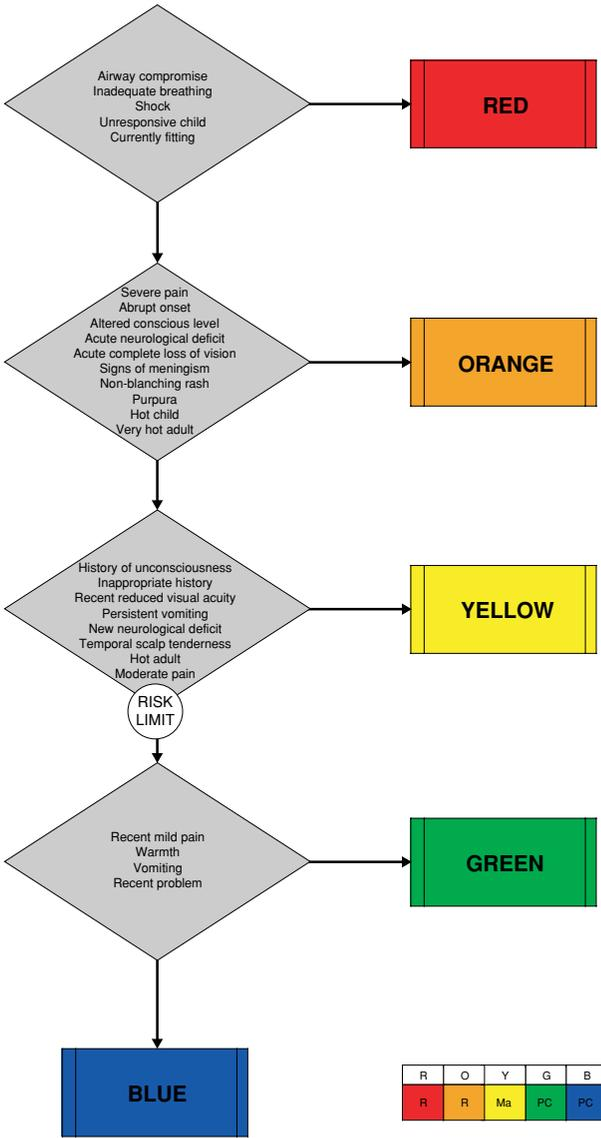 Airway compromise
Inadequate breathing
Shock
Unresponsive child
Currently fitting
RED
Severe pain
Abrupt onset
Altered conscious level
Acute neurological deficit
Acute complete loss of vision
Signs of meningism
Non-blanching rash
Purpura
Hot child
Very hot adult
ORANGE
History of unconsciousness
Inappropriate history
Recent reduced visual acuity
Persistent vomiting
New neurological deficit
Temporal scalp tenderness
Hot adult
Moderate pain
YELLOW
RISK
LIMIT
Recent mild pain
Warmth
Vomiting
Recent problem
GREEN
BLUE
R O Y G B
R R Ma PC PC